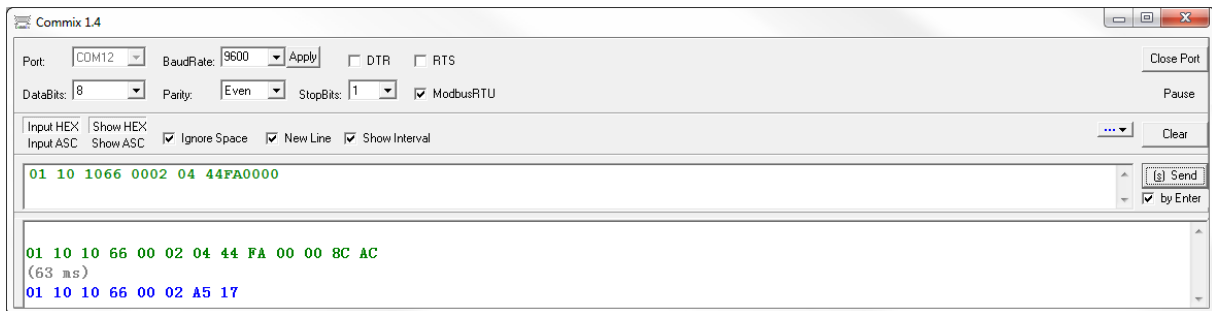 Commix 1.4
Port: COM12 BaudRate: 9600 Apply DTR RTS Close Port
DataBits: 8 Parity: Even StopBits: 1 ModbusRTU Pause
Input HEX Show HEX
Input ASC Show ASC Ignore Space New Line Show Interval ... Clear
01 10 1066 0002 04 44FA0000 (s) Send
by Enter
01 10 10 66 00 02 04 44 FA 00 00 8C AC
(63 ms)
01 10 10 66 00 02 A5 17